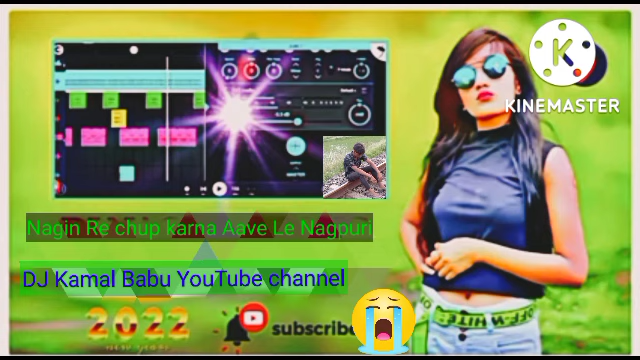 KINEMASTER
Nagin Re chup karna Aave Le Nagpuri
DJ Kamal Babu YouTube channel
2022
subscribe